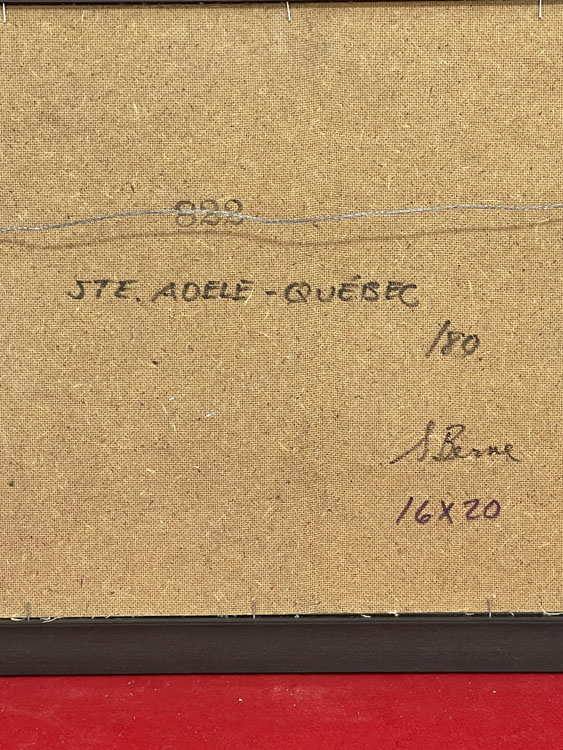 822
STE. ADELE - QUÉBEC
/80
S Berne
16X20